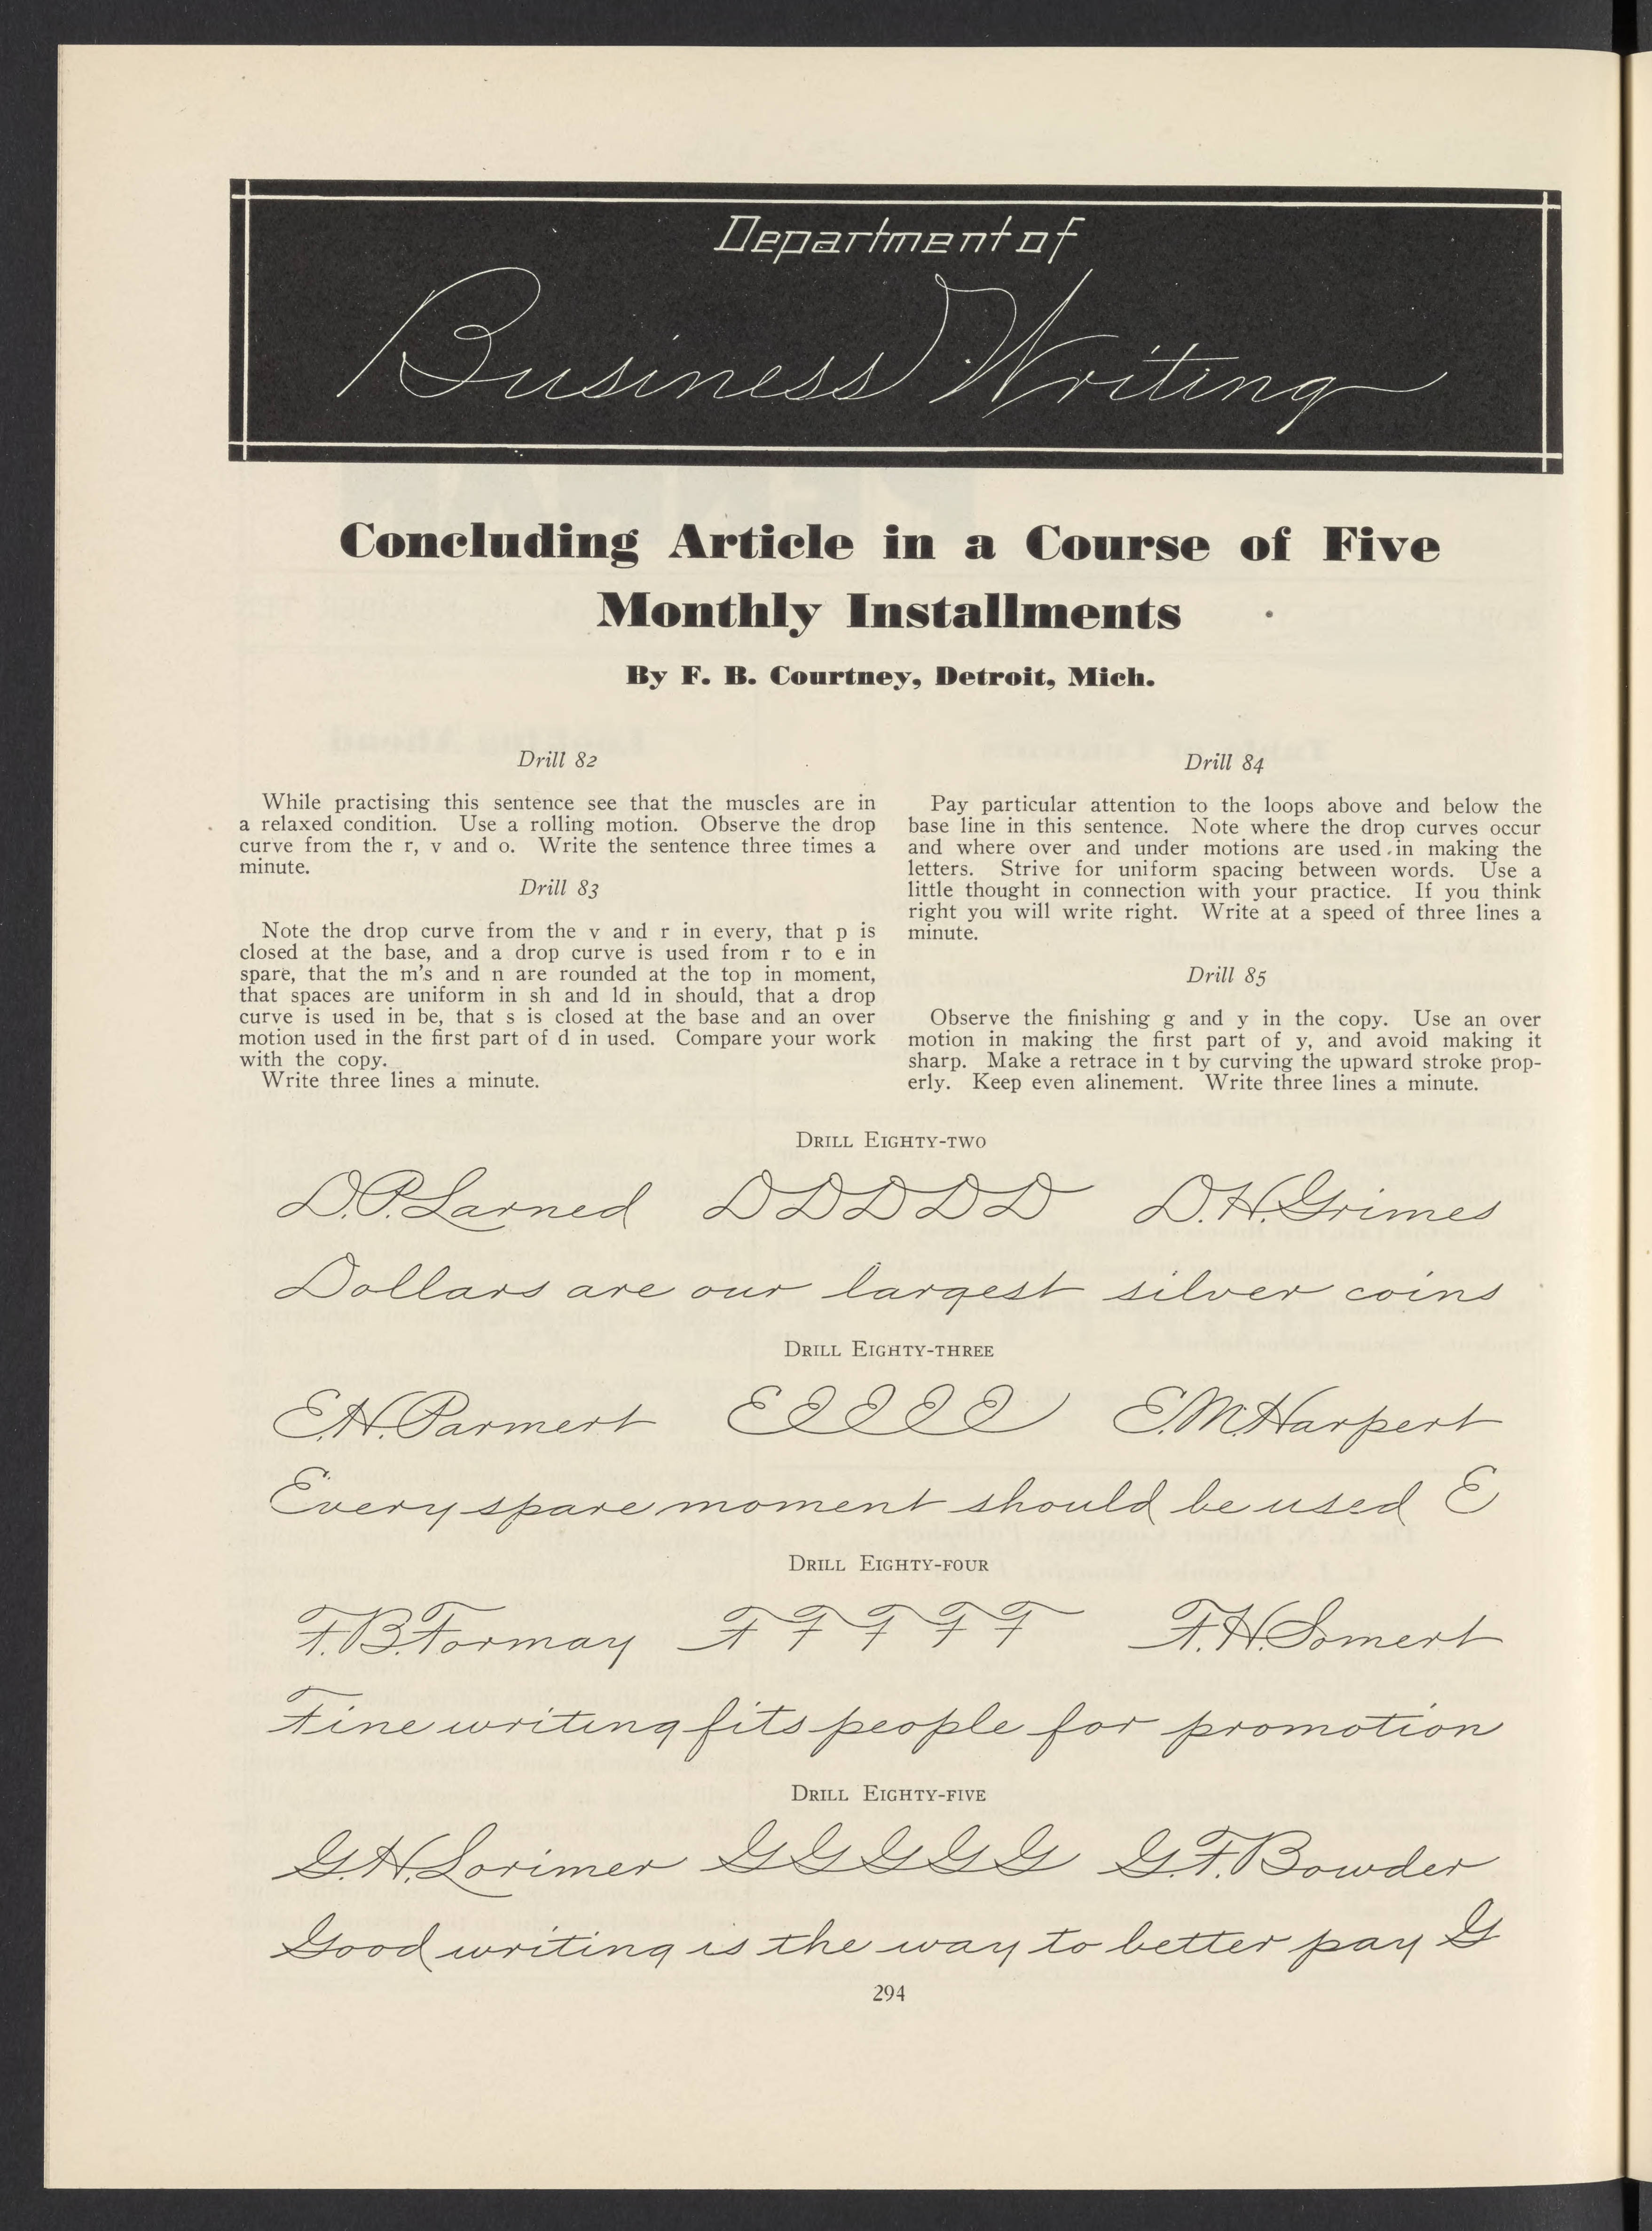 Department of
Business Writing
Concluding Article in a Course of Five
Monthly Installments
By F. B. Courtney, Detroit, Mich.
Drill 82
While practising this sentence see that the muscles are in
a relaxed condition. Use a rolling motion. Observe the drop
curve from the r, v and o. Write the sentence three times a
minute.
Drill 83
Note the drop curve from the v and r in every, that p is
closed at the base, and a drop curve is used from r to e in
spare, that the m's and n are rounded at the top in moment,
that spaces are uniform in sh and ld in should, that a drop
curve is used in be, that s is closed at the base and an over
motion used in the first part of d in used. Compare your work
with the copy.
Write three lines a minute.
Drill 84
Pay particular attention to the loops above and below the
base line in this sentence. Note where the drop curves occur
and where over and under motions are used in making the
letters. Strive for uniform spacing between words. Use a
little thought in connection with your practice. If you think
right you will write right. Write at a speed of three lines a
minute.
Drill 85
Observe the finishing g and y in the copy. Use an over
motion in making the first part of y, and avoid making it
sharp. Make a retrace in t by curving the upward stroke prop-
erly. Keep even alinement. Write three lines a minute.
Drill Eighty-two
D.P. Larned D D D D D D.H. Grimes
Dollars are our largest silver coins
Drill Eighty-three
E.H. Parmert E E E E E E.M. Harpert
Every spare moment should be used E
Drill Eighty-four
F.B. Formay F F F F F F.H. Somert
Fine writing fits people for promotion
Drill Eighty-five
G.H. Lorimer G G G G G G.F. Bowder
Good writing is the way to better pay G
294